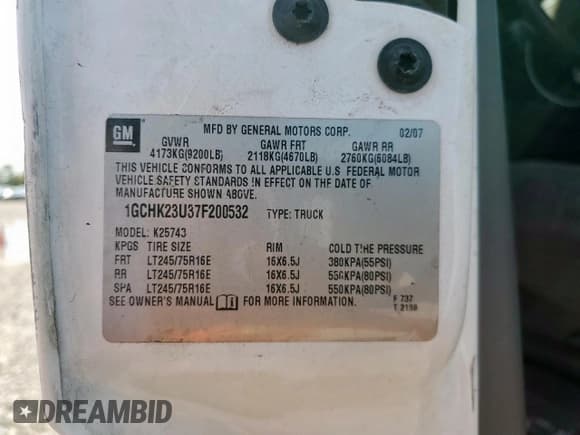 GM
MFD BY GENERAL MOTORS CORP. 02/07
GVWR GAWR FRT GAWR RR
4173KG(9200LB) 2118KG(4670LB) 2760KG(6084LB)
THIS VEHICLE CONFORMS TO ALL APPLICABLE U.S. FEDERAL MOTOR
VEHICLE SAFETY STANDARDS IN EFFECT ON THE DATE OF
MANUFACTURE SHOWN ABOVE.
1GCHK23U37F200532 TYPE: TRUCK
MODEL: K25743
KPGS TIRE SIZE RIM COLD TIRE PRESSURE
FRT LT245/75R16E 16X6.5J 380KPA(55PSI)
RR LT245/75R16E 16X6.5J 550KPA(80PSI)
SPA LT245/75R16E 16X6.5J 550KPA(80PSI)
SEE OWNER'S MANUAL FOR MORE INFORMATION.
F 737
T 2198
DREAMBID